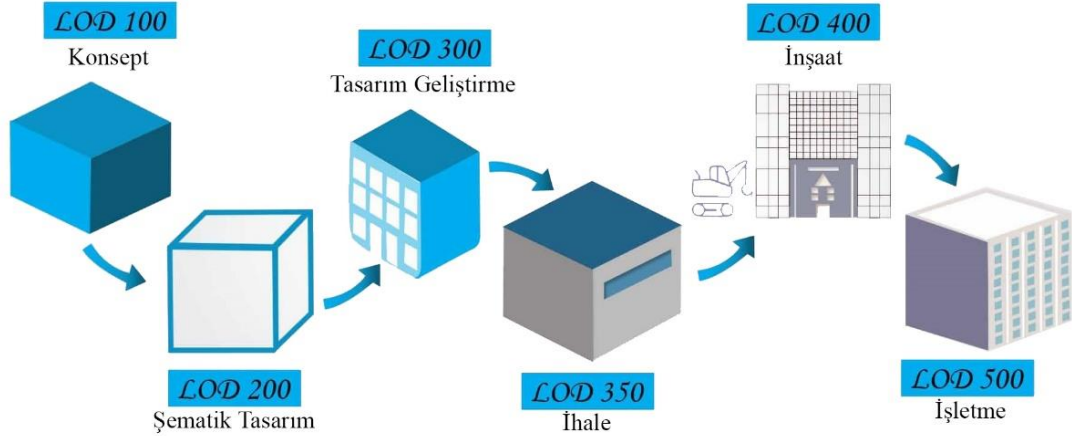 LOD 100
Konsept
LOD 200
Şematik Tasarım
LOD 300
Tasarım Geliştirme
LOD 350
İhale
LOD 400
İnşaat
LOD 500
İşletme